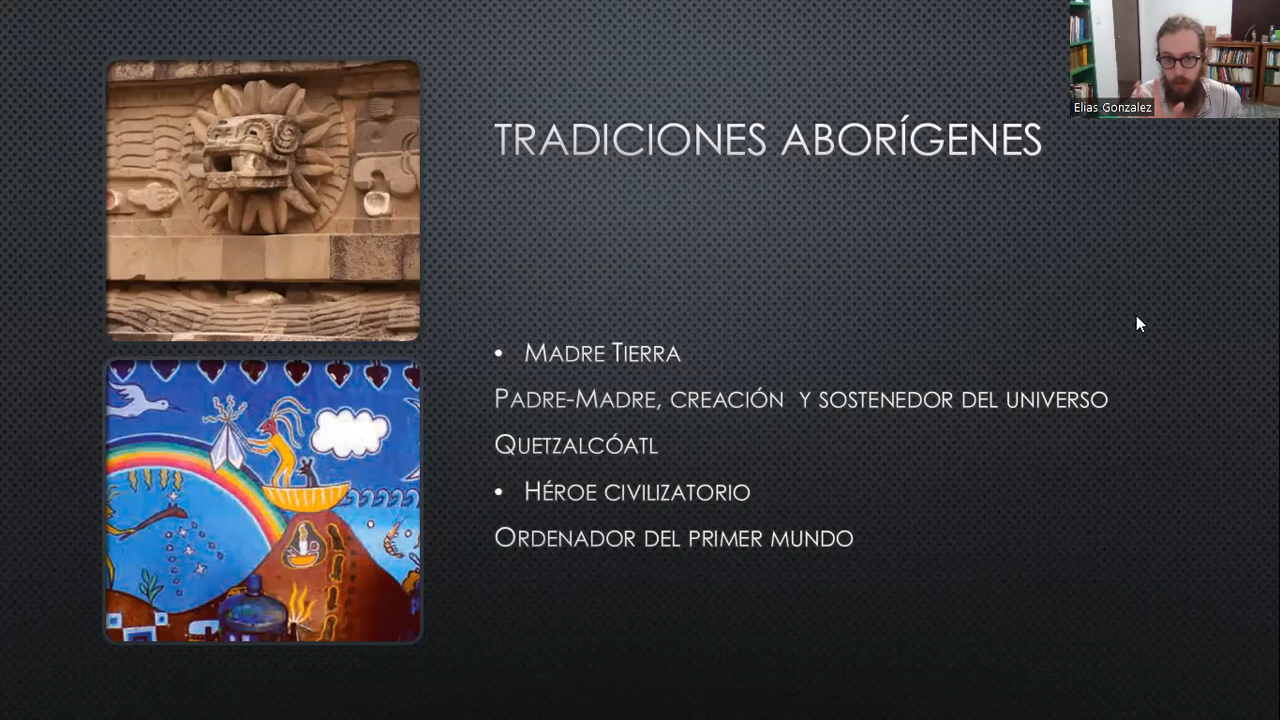 Elias Gonzalez
TRADICIONES ABORÍGENES
• MADRE TIERRA
PADRE-MADRE, CREACIÓN Y SOSTENEDOR DEL UNIVERSO
QUETZALCÓATL
• HÉROE CIVILIZATORIO
ORDENADOR DEL PRIMER MUNDO